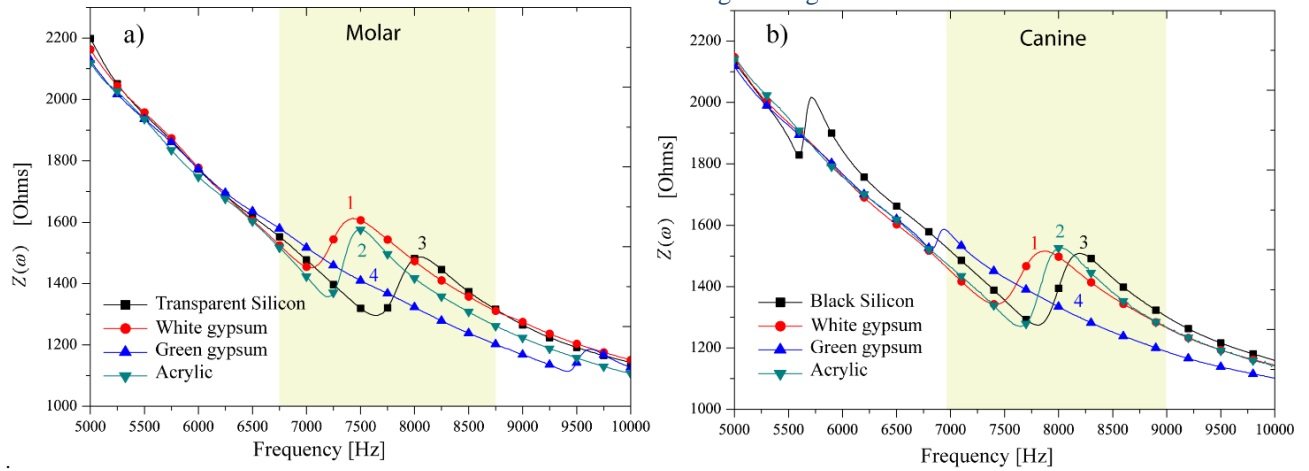 a)
Molar
Z(ω) [Ohms]
2200
2000
1800
1600
1400
1200
1000
1
2
3
4
Transparent Silicon
White gypsum
Green gypsum
Acrylic
5000 5500 6000 6500 7000 7500 8000 8500 9000 9500 10000
Frequency [Hz]
b)
Canine
Z(ω) [Ohms]
2200
2000
1800
1600
1400
1200
1000
1
2
3
4
Black Silicon
White gypsum
Green gypsum
Acrylic
5000 5500 6000 6500 7000 7500 8000 8500 9000 9500 10000
Frequency [Hz]
.